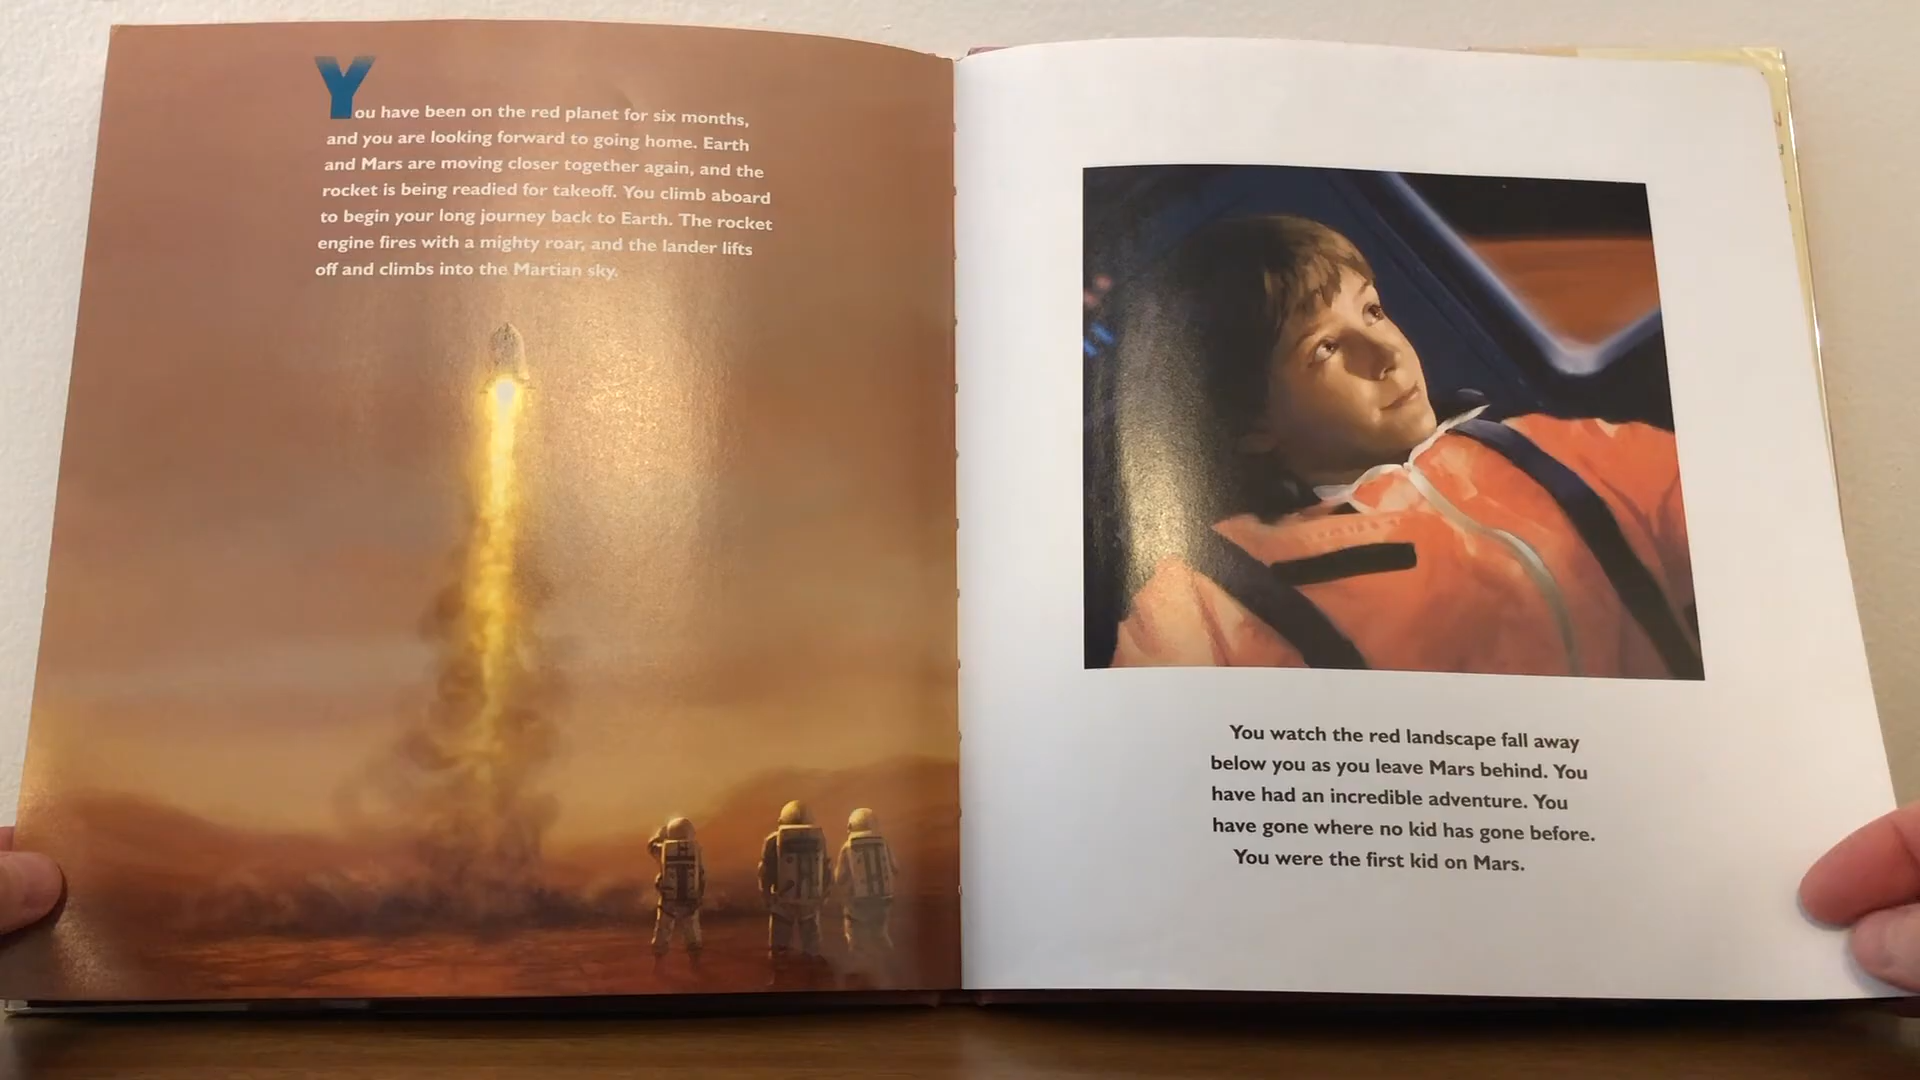 You have been on the red planet for six months,
and you are looking forward to going home. Earth
and Mars are moving closer together again, and the
rocket is being readied for takeoff. You climb aboard
to begin your long journey back to Earth. The rocket
engine fires with a mighty roar, and the lander lifts
off and climbs into the Martian sky.
You watch the red landscape fall away
below you as you leave Mars behind. You
have had an incredible adventure. You
have gone where no kid has gone before.
You were the first kid on Mars.